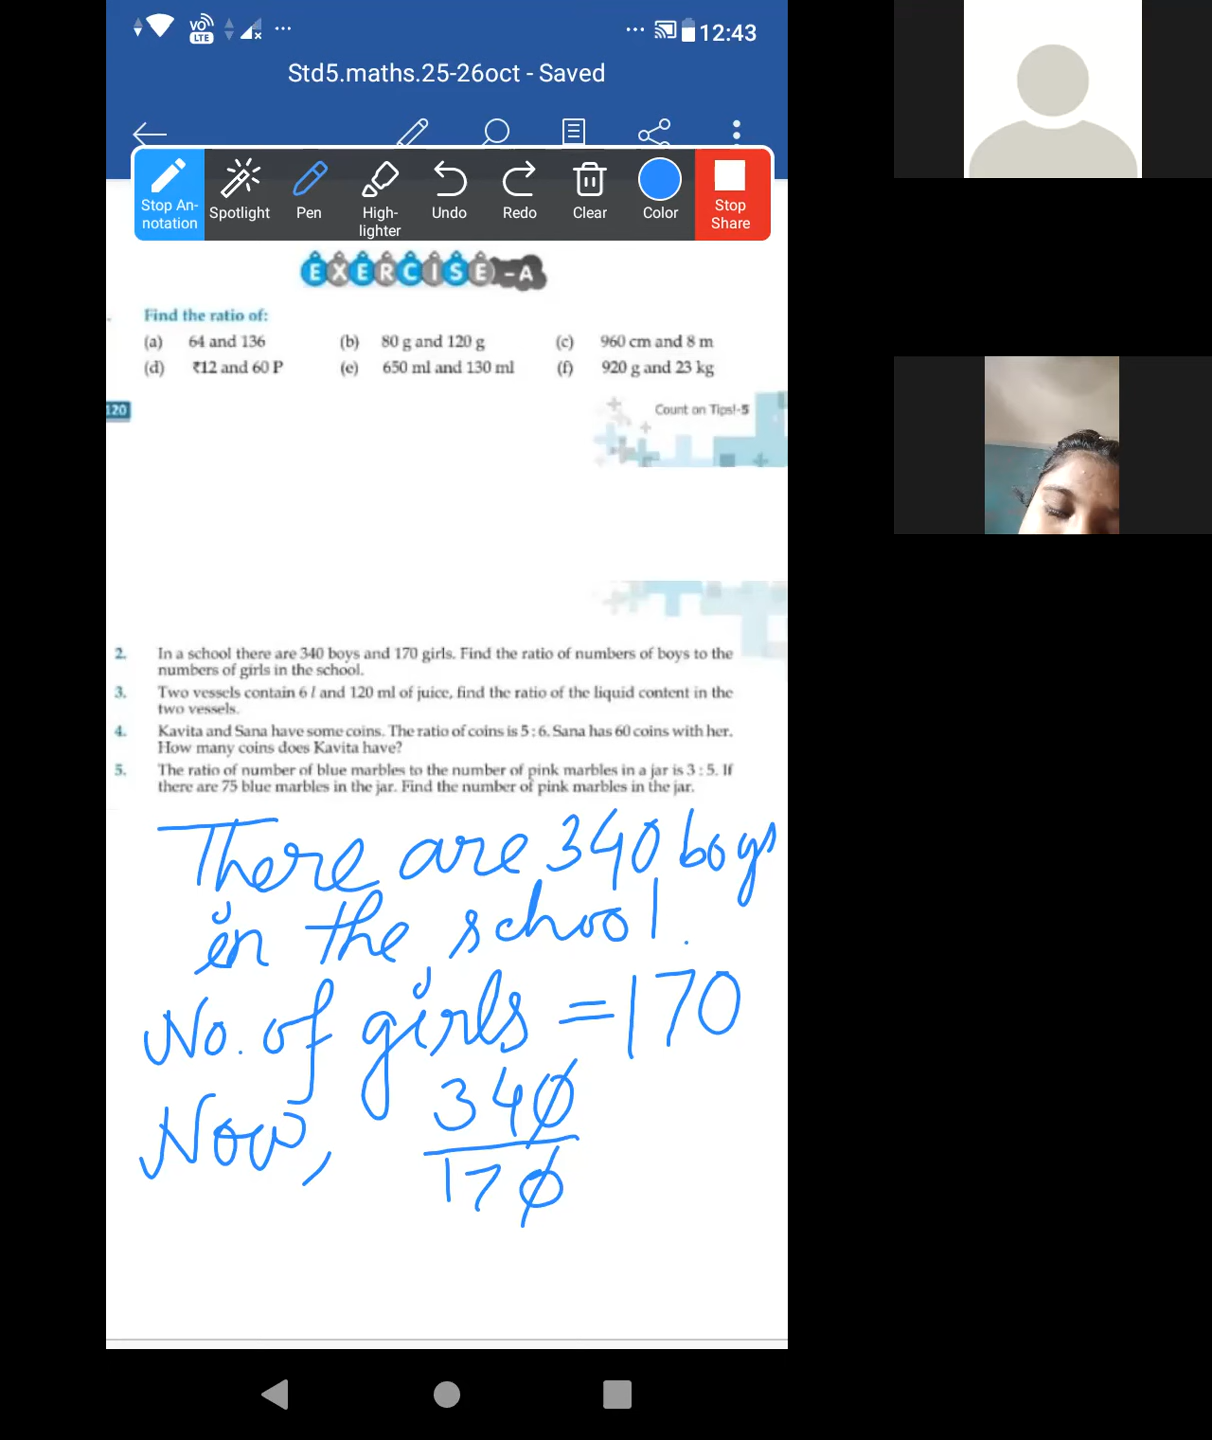 VO LTE ... ... 12:43
Std5.maths.25-26oct - Saved
Stop An-
notation
Spotlight
Pen
High-
lighter
Undo
Redo
Clear
Color
Stop
Share
EXERCISE-A
Find the ratio of:
(a) 64 and 136 (b) 80 g and 120 g (c) 960 cm and 8 m
(d) ₹12 and 60 P (e) 650 ml and 130 ml (f) 920 g and 23 kg
120
Count on Tips!-5
2. In a school there are 340 boys and 170 girls. Find the ratio of numbers of boys to the
numbers of girls in the school.
3. Two vessels contain 6 l and 120 ml of juice, find the ratio of the liquid content in the
two vessels.
4. Kavita and Sana have some coins. The ratio of coins is 5 : 6. Sana has 60 coins with her.
How many coins does Kavita have?
5. The ratio of number of blue marbles to the number of pink marbles in a jar is 3 : 5. If
there are 75 blue marbles in the jar. Find the number of pink marbles in the jar.
There are 340 boys
in the school.
No. of girls = 170
Now, 340
170